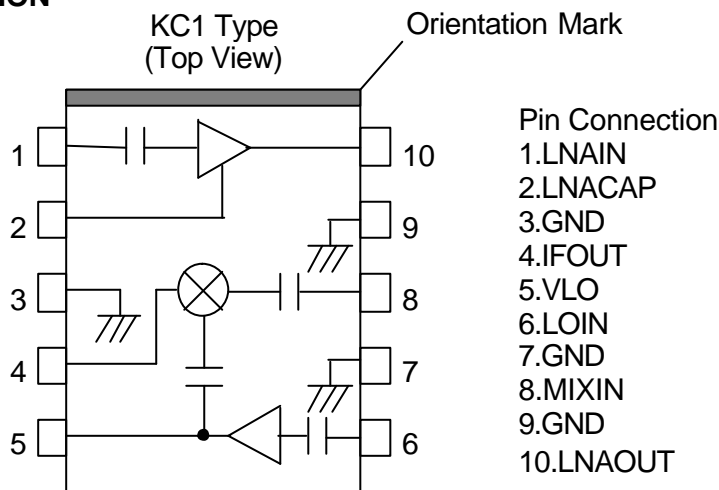 KC1 Type
(Top View)
Orientation Mark
1
2
3
4
5
10
9
8
7
6
Pin Connection
1.LNAIN
2.LNACAP
3.GND
4.IFOUT
5.VLO
6.LOIN
7.GND
8.MIXIN
9.GND
10.LNAOUT